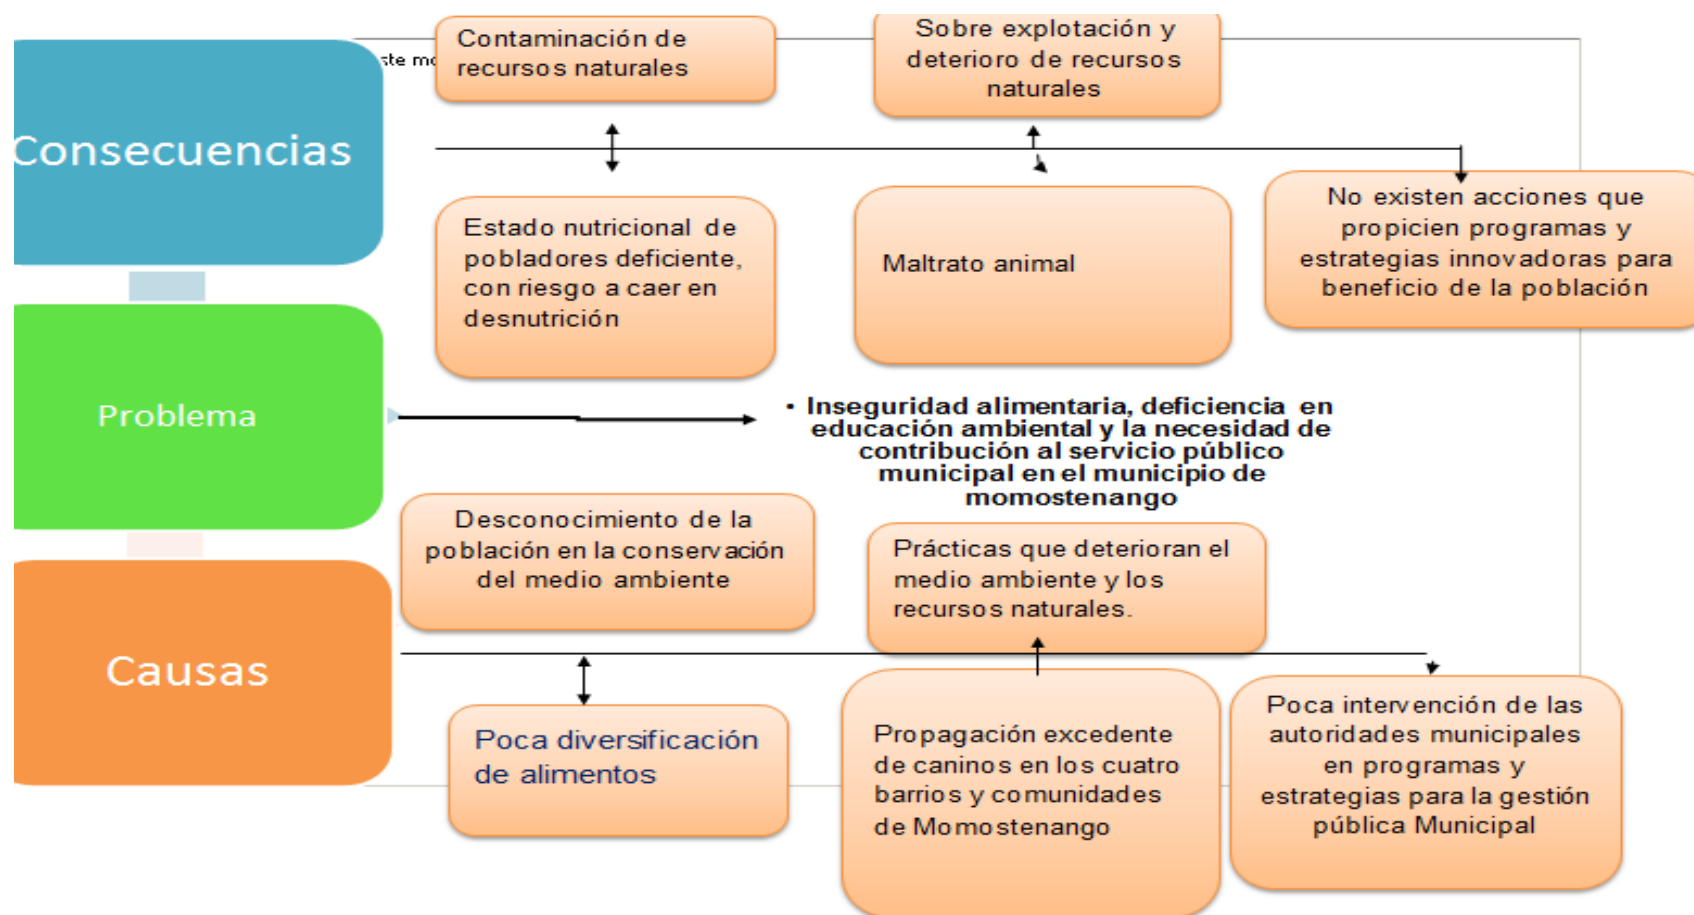 Consecuencias
Contaminación de
recursos naturales
Sobre explotación y
deterioro de recursos
naturales
Estado nutricional de
pobladores deficiente,
con riesgo a caer en
desnutrición
Maltrato animal
No existen acciones que
propicien programas y
estrategias innovadoras para
beneficio de la población
Problema
• Inseguridad alimentaria, deficiencia en
educación ambiental y la necesidad de
contribución al servicio público
municipal en el municipio de
momostenango
Causas
Desconocimiento de la
población en la conservación
del medio ambiente
Prácticas que deterioran el
medio ambiente y los
recursos naturales.
Poca diversificación
de alimentos
Propagación excedente
de caninos en los cuatro
barrios y comunidades
de Momostenango
Poca intervención de las
autoridades municipales
en programas y
estrategias para la gestión
pública Municipal